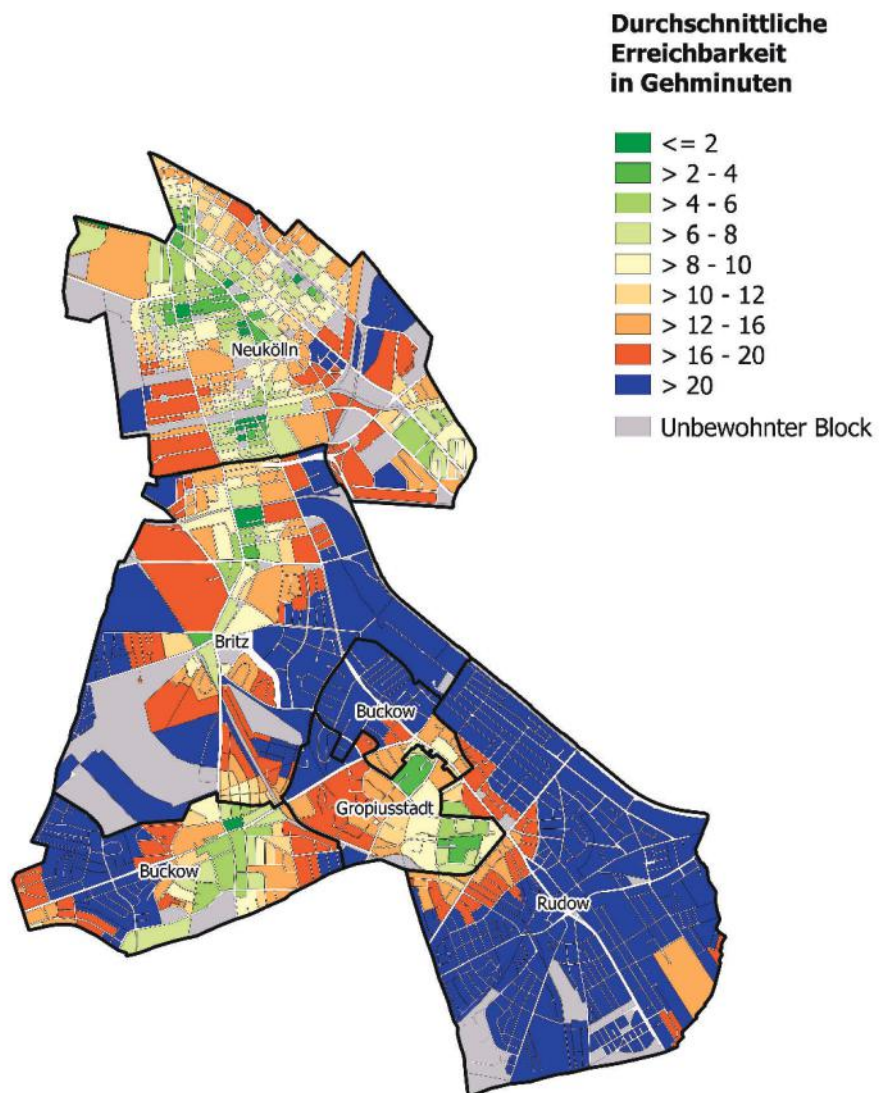 Durchschnittliche
Erreichbarkeit
in Gehminuten
<= 2
> 2 - 4
> 4 - 6
> 6 - 8
> 8 - 10
> 10 - 12
> 12 - 16
> 16 - 20
> 20
Unbewohnter Block
Neukölln
Britz
Buckow
Gropiusstadt
Buckow
Rudow